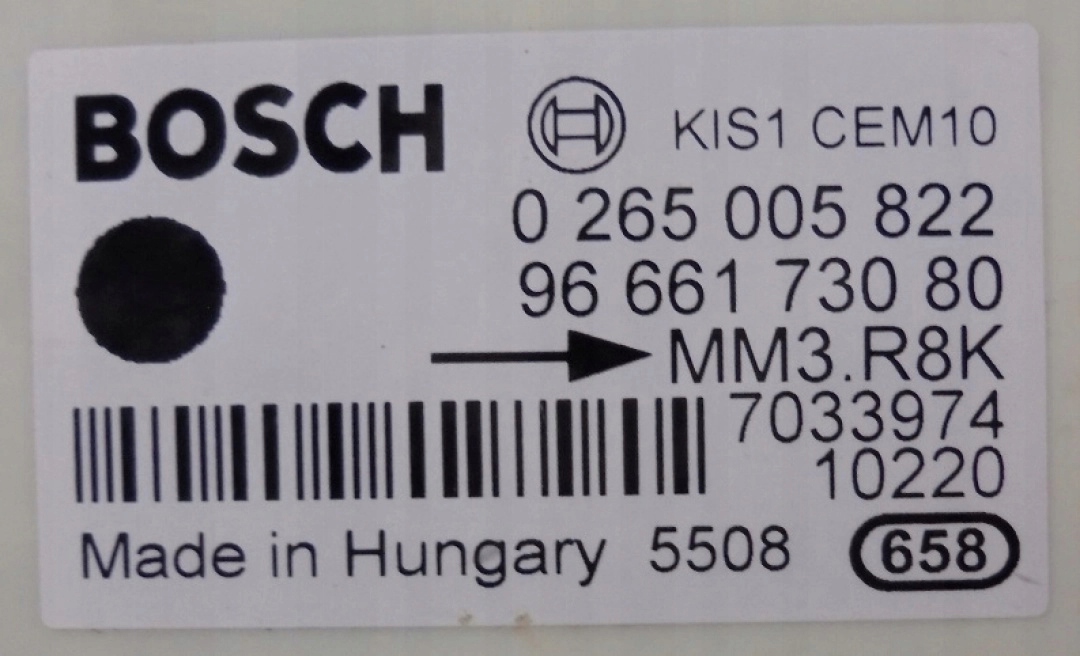 BOSCH KIS1 CEM10
0 265 005 822
96 661 730 80
MM3.R8K
7033974
10220
Made in Hungary 5508 658